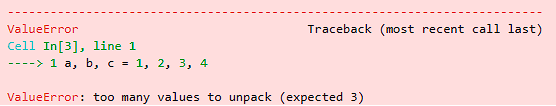 ---------------------------------------------------------------------------
ValueError                                Traceback (most recent call last)
Cell In[3], line 1
----> 1 a, b, c = 1, 2, 3, 4

ValueError: too many values to unpack (expected 3)